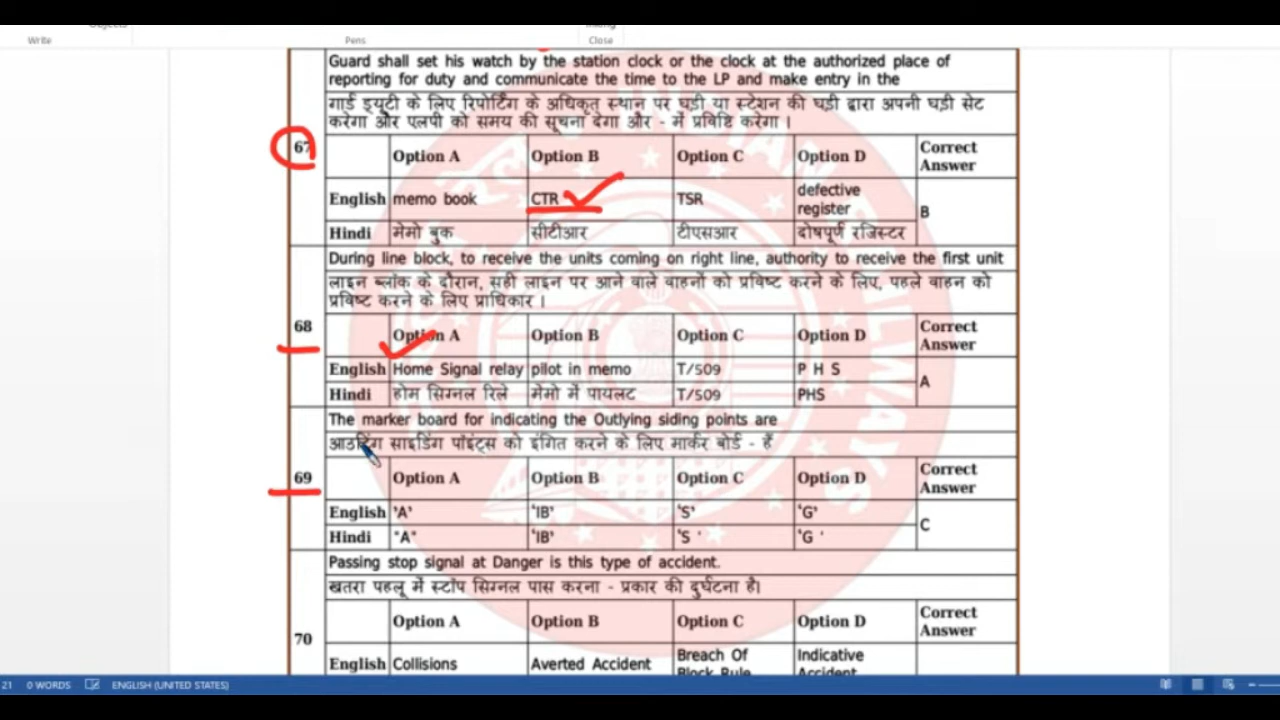 Write
Pens
Close
Guard shall set his watch by the station clock or the clock at the authorized place of
reporting for duty and communicate the time to the LP and make entry in the
गार्ड ड्यूटी के लिए रिपोर्टिंग के अधिकृत स्थान पर घड़ी या स्टेशन की घड़ी द्वारा अपनी घड़ी सेट
करेगा और एलपी को समय की सूचना देगा और - में प्रविष्टि करेगा ।
67
Option A Option B Option C Option D Correct Answer
English memo book CTR TSR defective register B
Hindi मेमो बुक सीटीआर टीएसआर दोषपूर्ण रजिस्टर
During line block, to receive the units coming on right line, authority to receive the first unit
लाइन ब्लॉक के दौरान, सही लाइन पर आने वाले वाहनों को प्रविष्ट करने के लिए, पहले वाहन को
प्रविष्ट करने के लिए प्राधिकार ।
68
Option A Option B Option C Option D Correct Answer
English Home Signal relay pilot in memo T/509 P H S A
Hindi होम सिग्नल रिले मेमो में पायलट T/509 PHS
The marker board for indicating the Outlying siding points are
साइडिंग पॉइंट्स को इंगित करने के लिए मार्कर बोर्ड - हैं
69
Option A Option B Option C Option D Correct Answer
English 'A' 'IB' 'S' 'G' C
Hindi "A" 'IB' 'S ' 'G '
Passing stop signal at Danger is this type of accident.
खतरा पहलू में स्टॉप सिग्नल पास करना - प्रकार की दुर्घटना है।
70
Option A Option B Option C Option D Correct Answer
English Collisions Averted Accident Breach Of Block Rule Indicative Accident
21 0 WORDS ENGLISH (UNITED STATES)